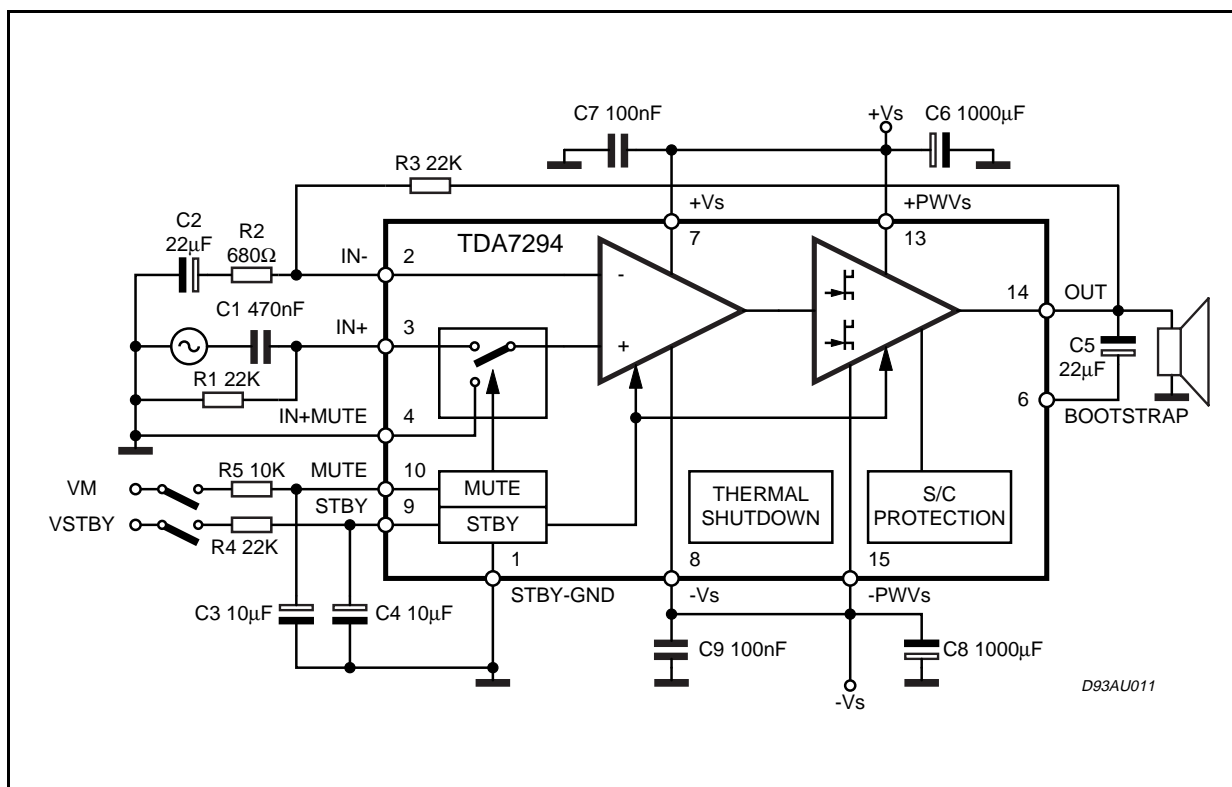 C7 100nF
+Vs
C6 1000µF
R3 22K
+Vs
+PWVs
C2
22µF
R2
680Ω
IN-
2
TDA7294
7
13
-
C1 470nF
IN+
3
+
14
OUT
R1 22K
C5
22µF
IN+MUTE
4
6
BOOTSTRAP
VM
R5 10K
MUTE
10
MUTE
THERMAL
SHUTDOWN
S/C
PROTECTION
VSTBY
R4 22K
STBY
9
STBY
1
8
15
STBY-GND
-Vs
-PWVs
C3 10µF
C4 10µF
C9 100nF
C8 1000µF
-Vs
D93AU011